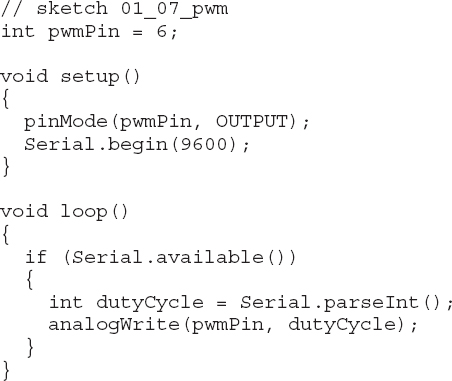 // sketch 01_07_pwm
int pwmPin = 6;

void setup()
{
  pinMode(pwmPin, OUTPUT);
  Serial.begin(9600);
}

void loop()
{
  if (Serial.available())
  {
    int dutyCycle = Serial.parseInt();
    analogWrite(pwmPin, dutyCycle);
  }
}